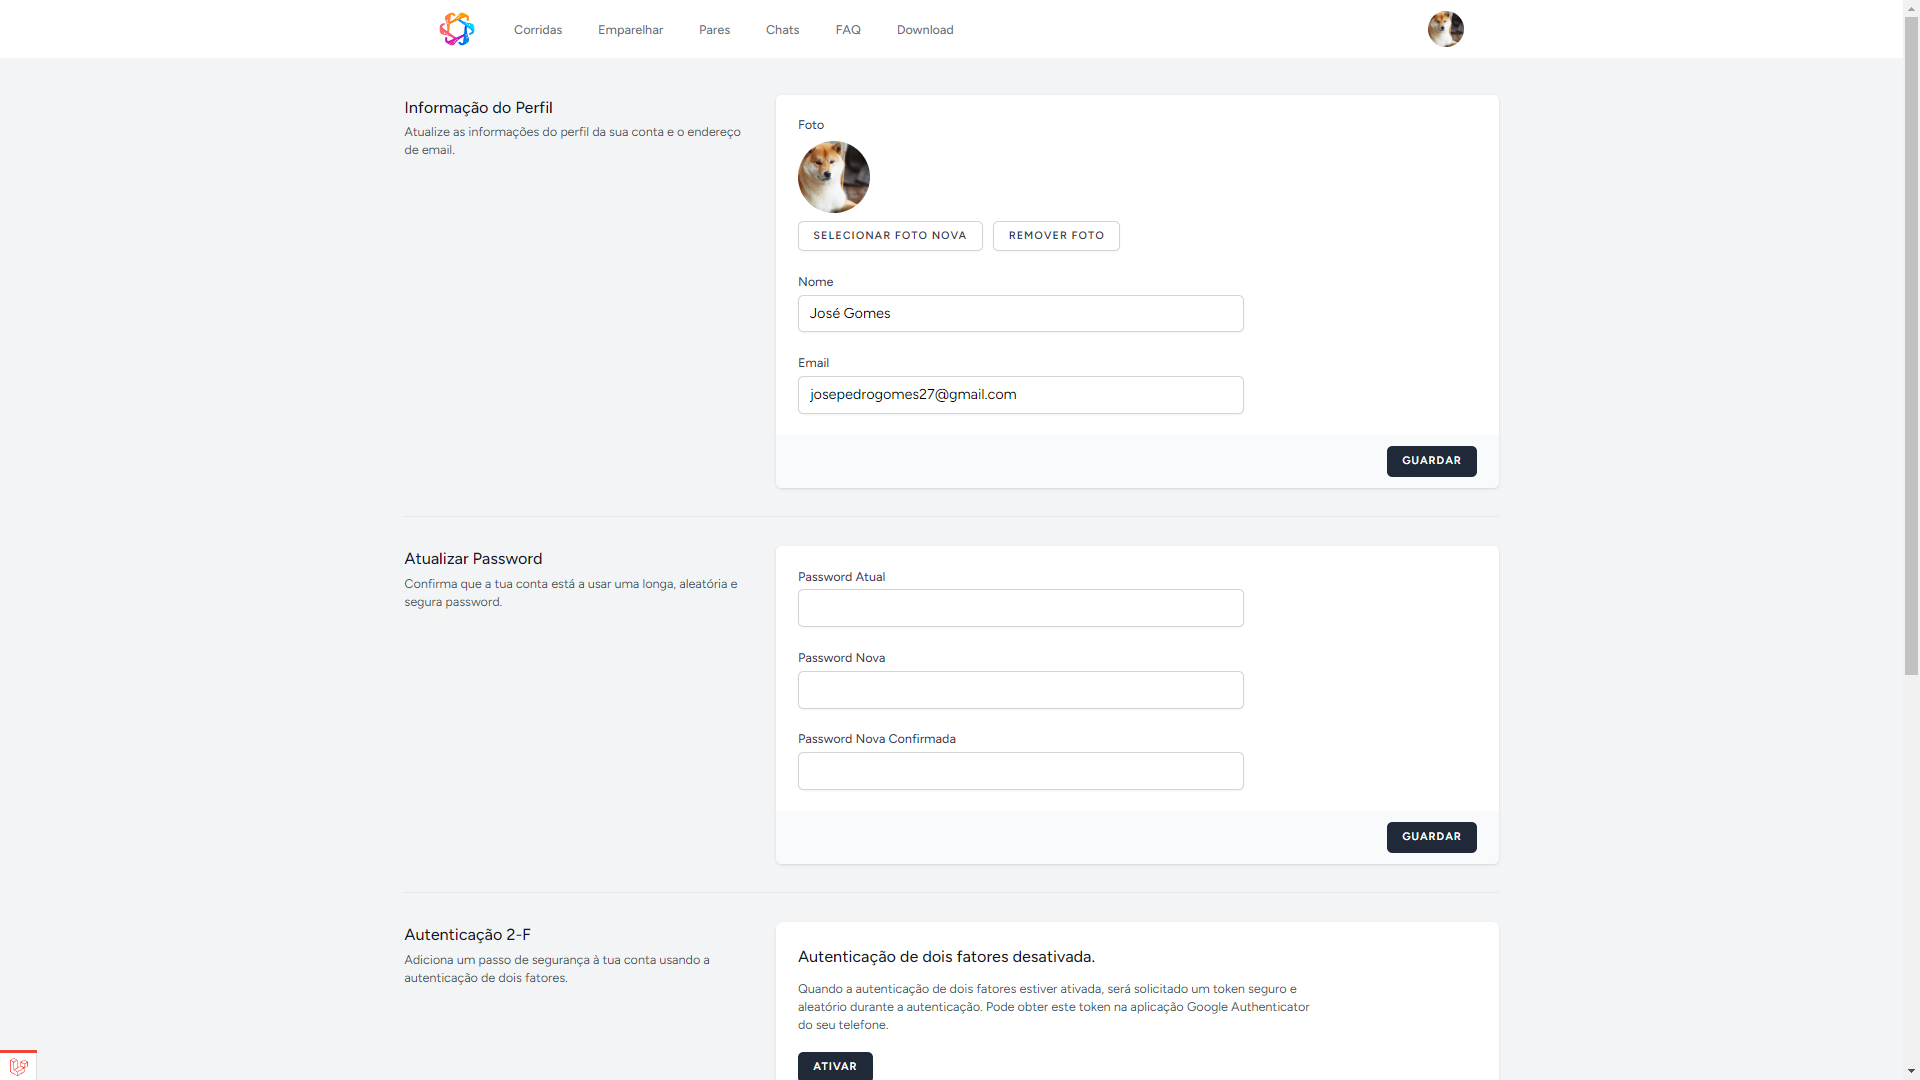 Corridas Emparelhar Pares Chats FAQ Download
Informação do Perfil
Atualize as informações do perfil da sua conta e o endereço
de email.
Foto
SELECIONAR FOTO NOVA REMOVER FOTO
Nome
José Gomes
Email
josepedrogomes27@gmail.com
GUARDAR
Atualizar Password
Confirma que a tua conta está a usar uma longa, aleatória e
segura password.
Password Atual
Password Nova
Password Nova Confirmada
GUARDAR
Autenticação 2-F
Adiciona um passo de segurança à tua conta usando a
autenticação de dois fatores.
Autenticação de dois fatores desativada.
Quando a autenticação de dois fatores estiver ativada, será solicitado um token seguro e
aleatório durante a autenticação. Pode obter este token na aplicação Google Authenticator
do seu telefone.
ATIVAR